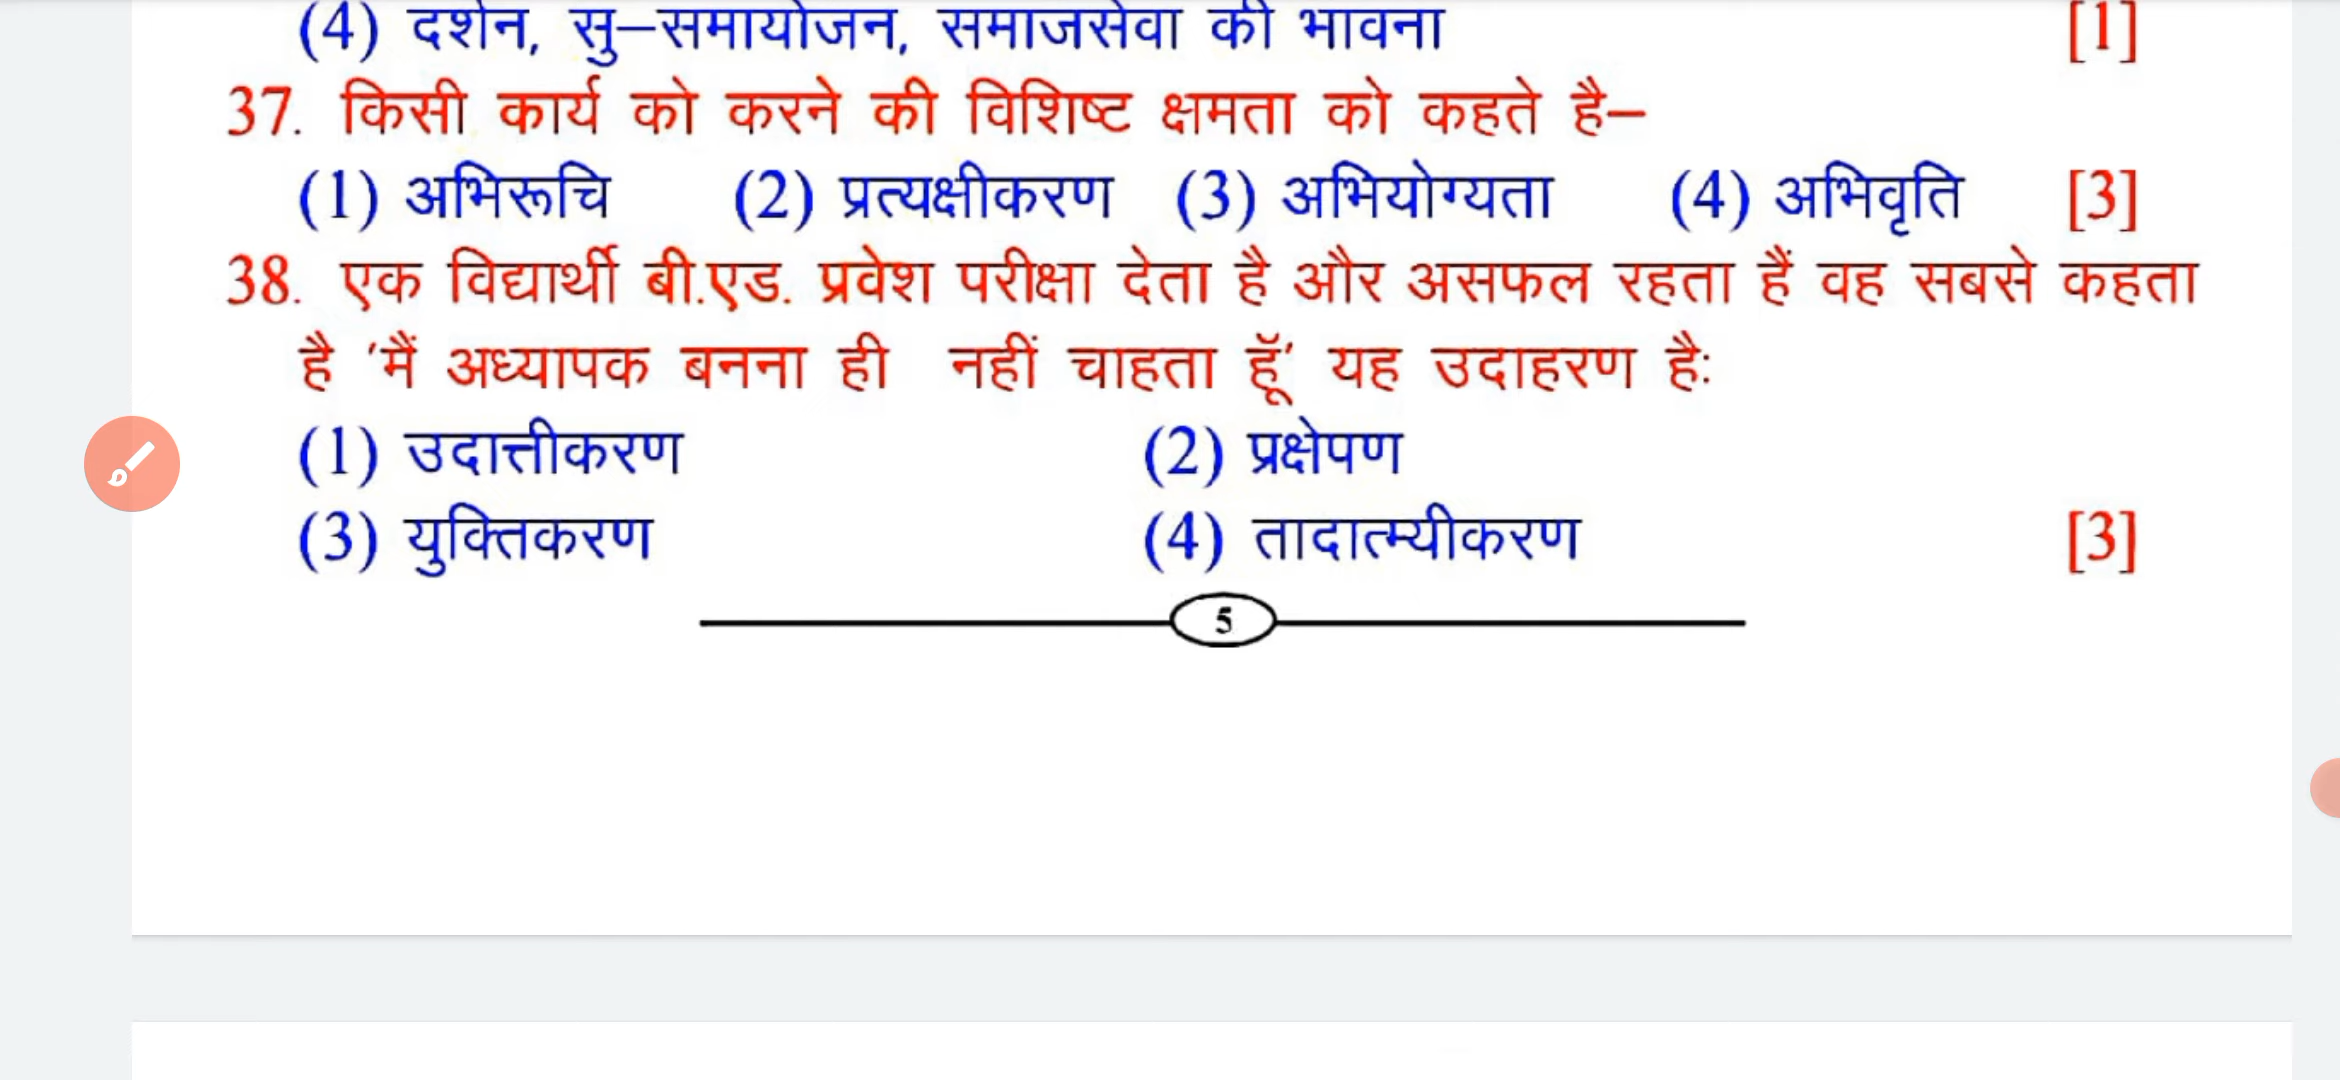 (4) दर्शन, सु–समायोजन, समाजसेवा की भावना [1]
37. किसी कार्य को करने की विशिष्ट क्षमता को कहते है–
(1) अभिरूचि (2) प्रत्यक्षीकरण (3) अभियोग्यता (4) अभिवृति [3]
38. एक विद्यार्थी बी.एड. प्रवेश परीक्षा देता है और असफल रहता हैं वह सबसे कहता
है ‘मैं अध्यापक बनना ही नहीं चाहता हूँ’ यह उदाहरण है:
(1) उदात्तीकरण (2) प्रक्षेपण
(3) युक्तिकरण (4) तादात्म्यीकरण [3]
5